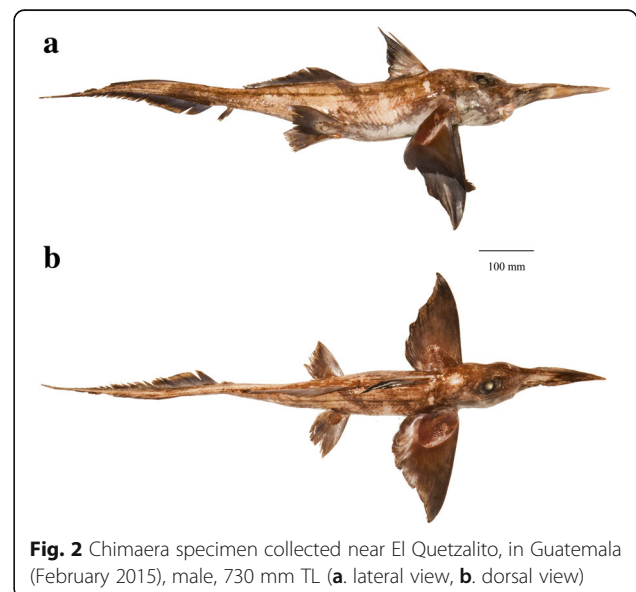 a
b
100 mm
Fig. 2 Chimaera specimen collected near El Quetzalito, in Guatemala
(February 2015), male, 730 mm TL (a. lateral view, b. dorsal view)